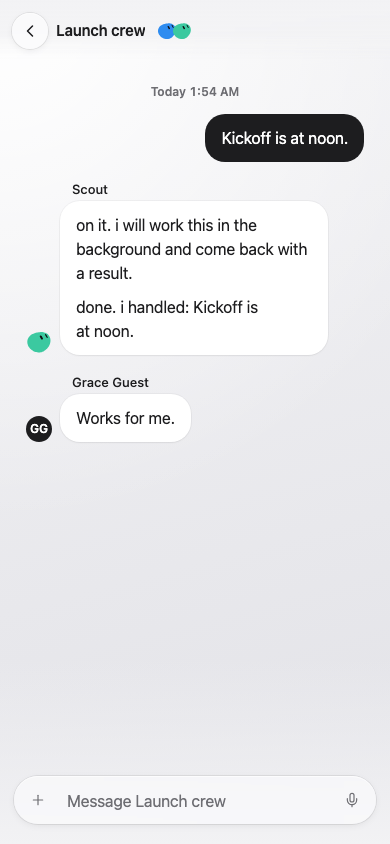 Launch crew
Today 1:54 AM
Kickoff is at noon.
Scout
on it. i will work this in the
background and come back with
a result.
done. i handled: Kickoff is
at noon.
Grace Guest
GG
Works for me.
Message Launch crew